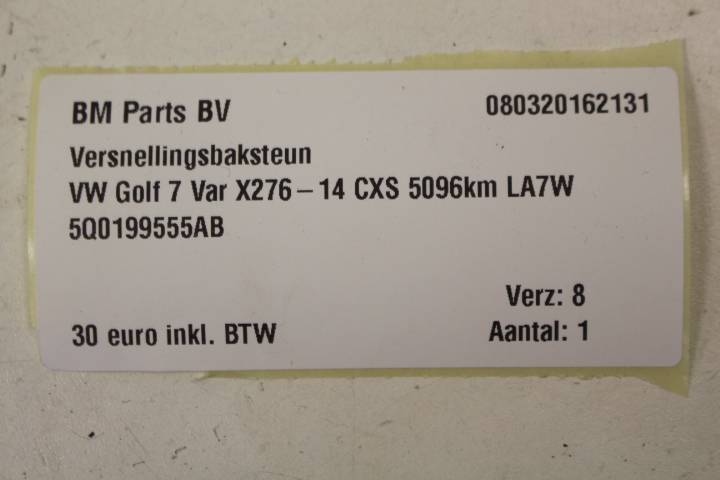 BM Parts BV 080320162131
Versnellingsbaksteun
VW Golf 7 Var X276 – 14 CXS 5096km LA7W
5Q0199555AB
Verz: 8
30 euro inkl. BTW Aantal: 1